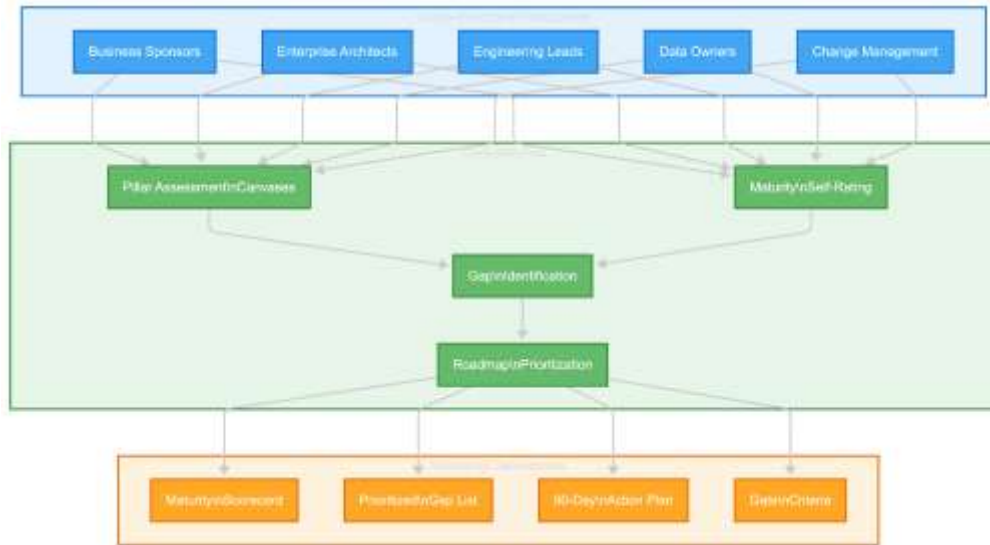 Business Sponsors
Enterprise Architects
Engineering Leads
Data Owners
Change Management
Pillar Assessment\nCanvases
Maturity\nSelf-Rating
Gap\nIdentification
Roadmap\nPrioritization
Maturity\nScorecard
Prioritized\nGap List
90-Day\nAction Plan
Gate\nCriteria